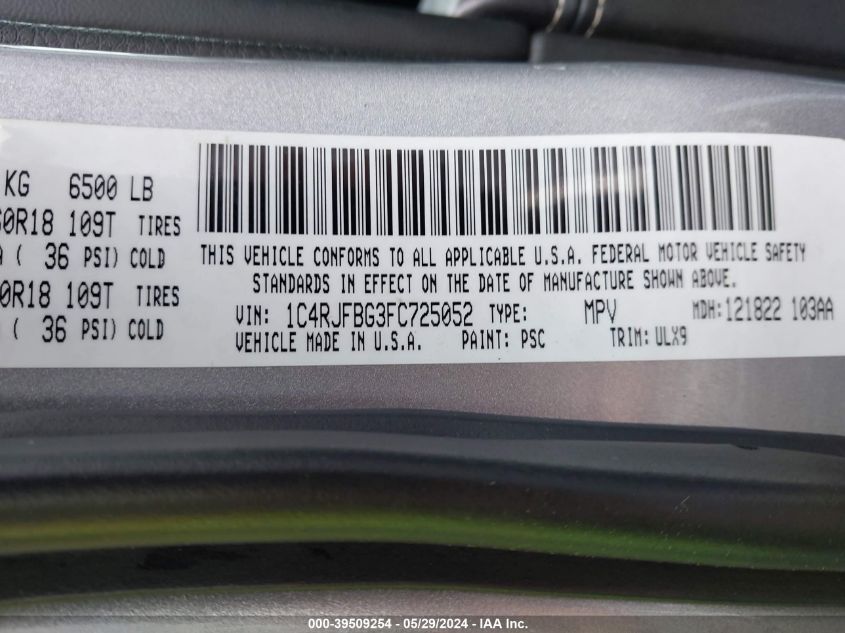 KG 6500 LB
60R18 109T TIRES
( 36 PSI) COLD
0R18 109T TIRES
( 36 PSI) COLD
THIS VEHICLE CONFORMS TO ALL APPLICABLE U.S.A. FEDERAL MOTOR VEHICLE SAFETY
STANDARDS IN EFFECT ON THE DATE OF MANUFACTURE SHOWN ABOVE.
VIN: 1C4RJFBG3FC725052 TYPE: MPV MDH: 121822 103AA
VEHICLE MADE IN U.S.A. PAINT: PSC TRIM: ULX9
000-39509254 - 05/29/2024 - IAA Inc.